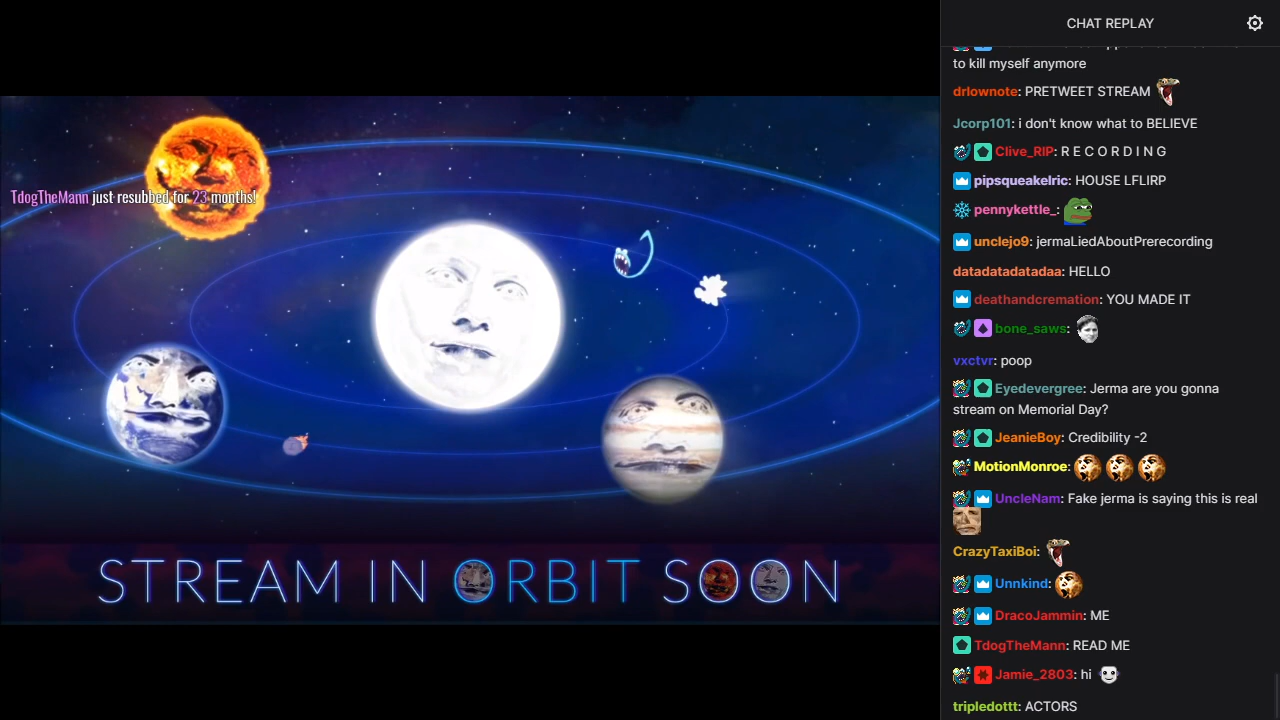 TdogTheMann just resubbed for 23 months!
STREAM IN ORBIT SOON
CHAT REPLAY
to kill myself anymore
drlownote: PRETWEET STREAM
Jcorp101: i don't know what to BELIEVE
Clive_RIP: R E C O R D I N G
pipsqueakelric: HOUSE LFLIRP
pennykettle_:
unclejo9: jermaLiedAboutPrerecording
datadatadatadaa: HELLO
deathandcremation: YOU MADE IT
bone_saws:
vxctvr: poop
Eyedevergree: Jerma are you gonna
stream on Memorial Day?
JeanieBoy: Credibility -2
MotionMonroe:
UncleNam: Fake jerma is saying this is real
CrazyTaxiBoi:
Unnkind:
DracoJammin: ME
TdogTheMann: READ ME
Jamie_2803: hi
tripledottt: ACTORS